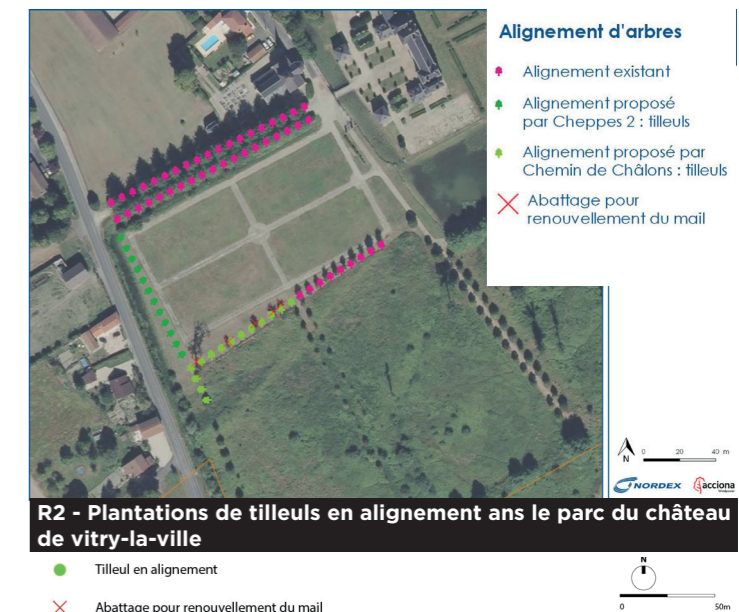 Alignement d'arbres
Alignement existant
Alignement proposé
par Cheppes 2 : tilleuls
Alignement proposé par
Chemin de Châlons : tilleuls
Abattage pour
renouvellement du mail
N
0 20 40 m
NORDEX acciona
Windpower
R2 - Plantations de tilleuls en alignement ans le parc du château
de vitry-la-ville
Tilleul en alignement
N
Abattage pour renouvellement du mail
0 50m